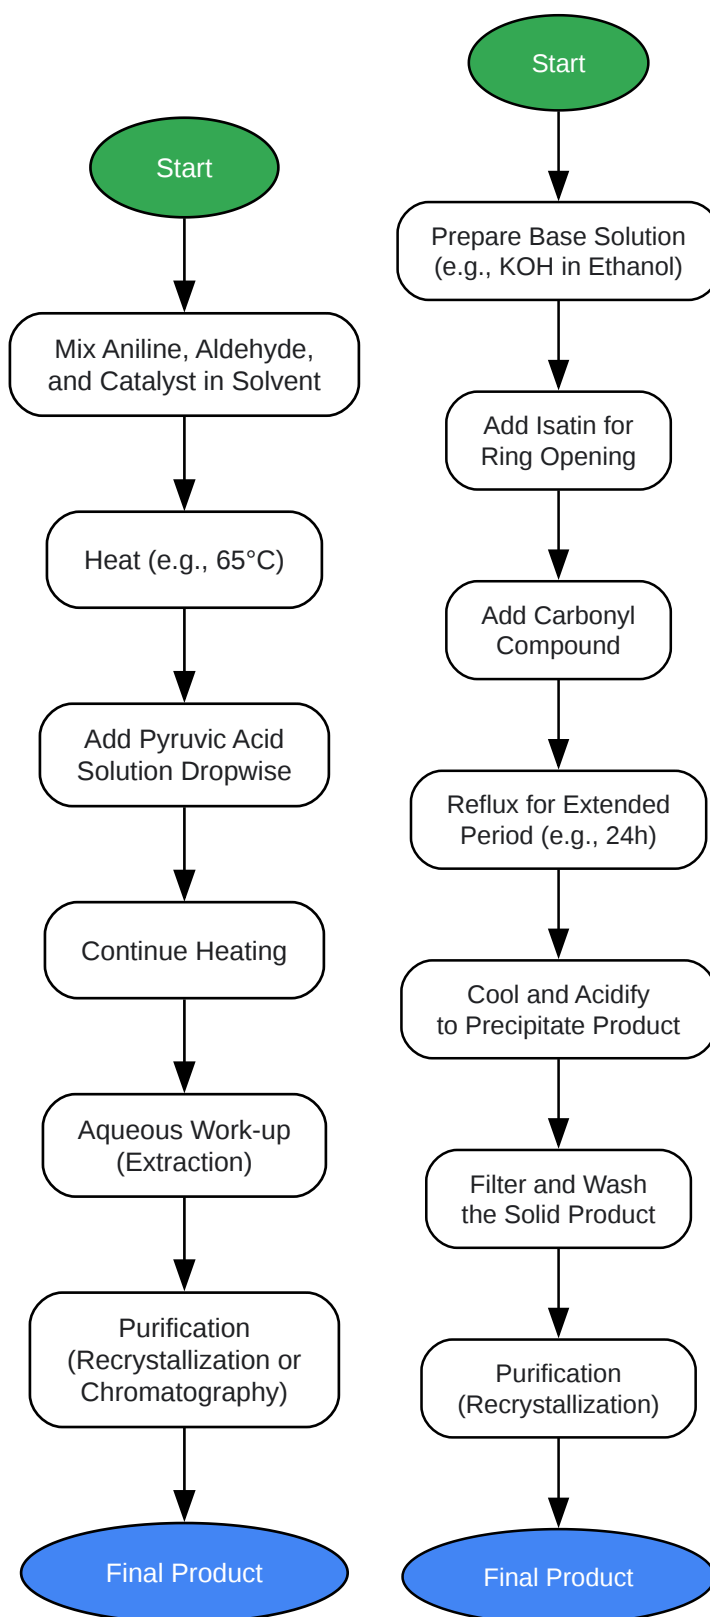 Start
Mix Aniline, Aldehyde,
and Catalyst in Solvent
Heat (e.g., 65°C)
Add Pyruvic Acid
Solution Dropwise
Continue Heating
Aqueous Work-up
(Extraction)
Purification
(Recrystallization or
Chromatography)
Final Product
Start
Prepare Base Solution
(e.g., KOH in Ethanol)
Add Isatin for
Ring Opening
Add Carbonyl
Compound
Reflux for Extended
Period (e.g., 24h)
Cool and Acidify
to Precipitate Product
Filter and Wash
the Solid Product
Purification
(Recrystallization)
Final Product